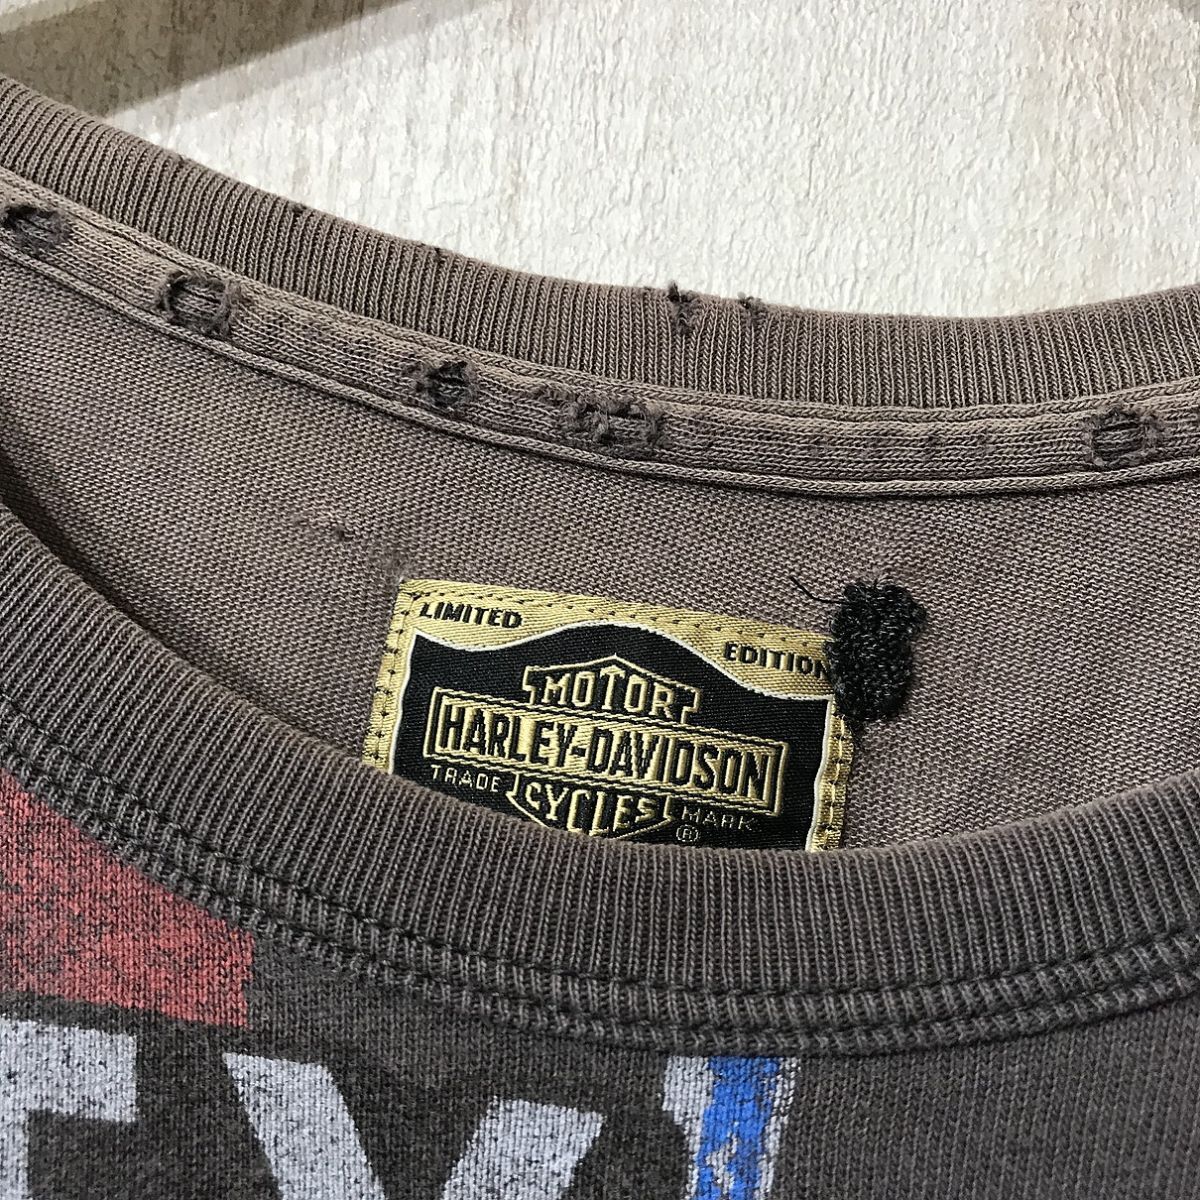 LIMITED
EDITION
MOTOR
HARLEY-DAVIDSON
TRADE CYCLES MARK
®